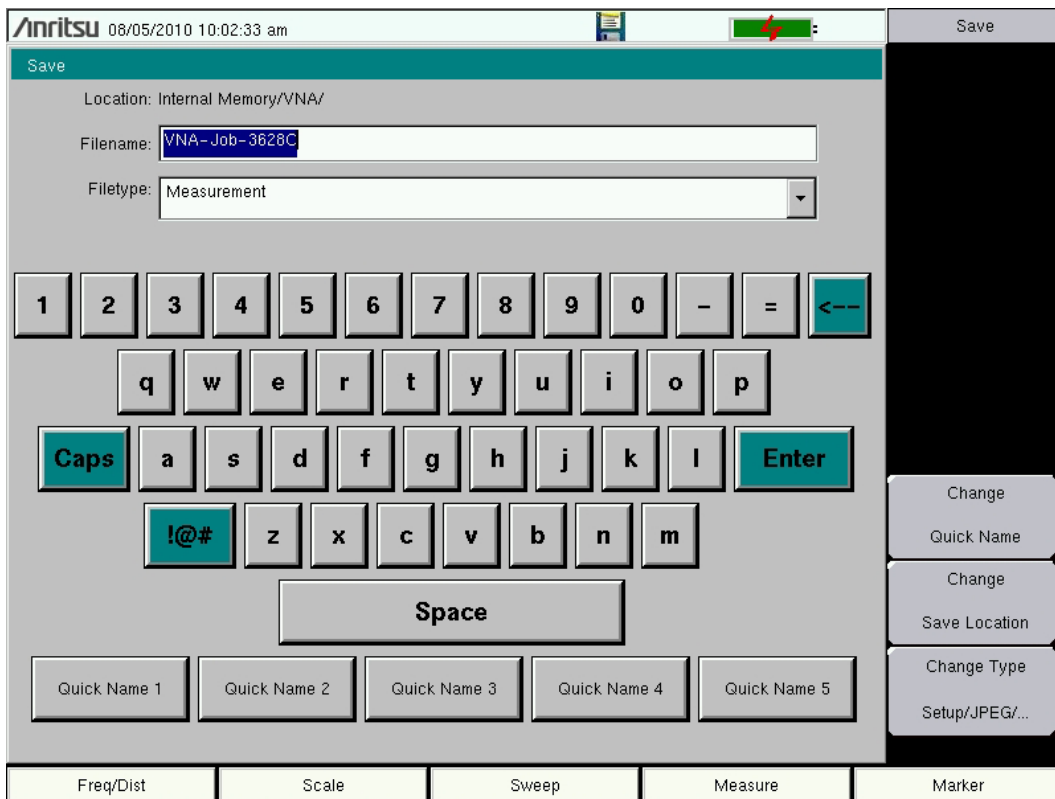 Anritsu 08/05/2010 10:02:33 am
Save
Save
Location: Internal Memory/VNA/
Filename: VNA-Job-3628C
Filetype: Measurement
1 2 3 4 5 6 7 8 9 0 - = <--
q w e r t y u i o p
Caps a s d f g h j k l Enter
!@# z x c v b n m
Space
Quick Name 1 Quick Name 2 Quick Name 3 Quick Name 4 Quick Name 5
Change
Quick Name
Change
Save Location
Change Type
Setup/JPEG/...
Freq/Dist Scale Sweep Measure Marker